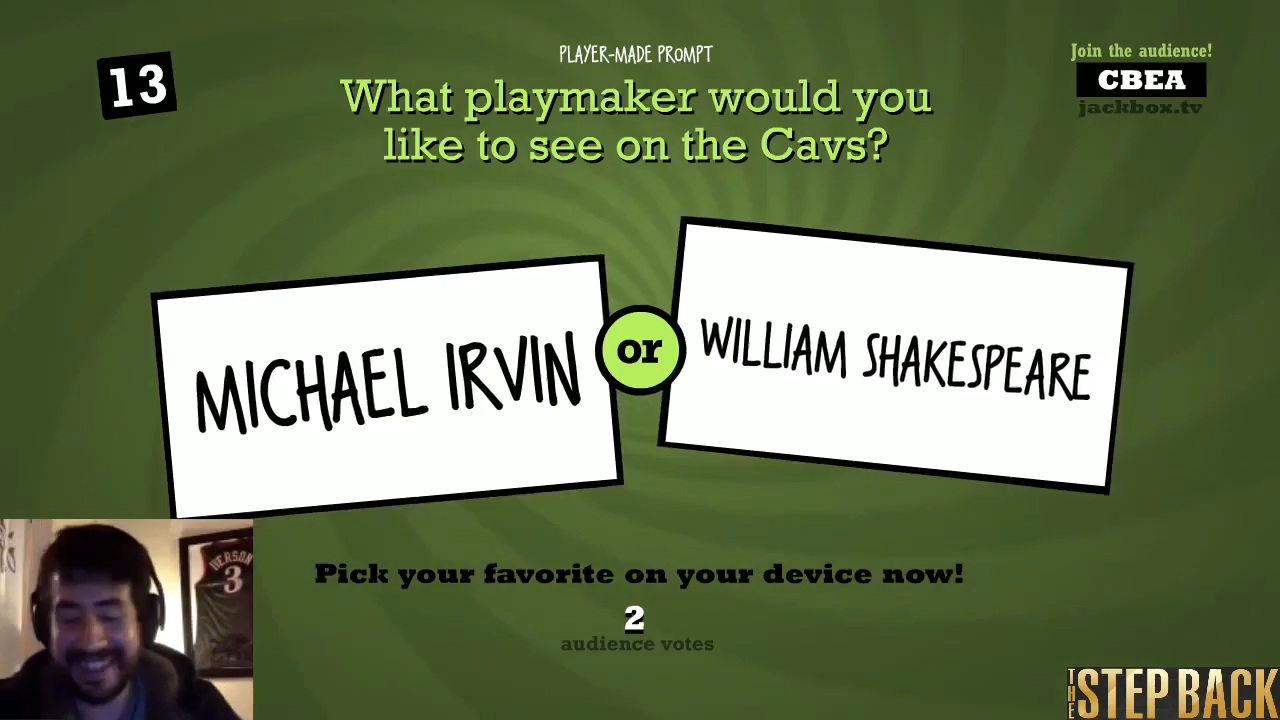 13
PLAYER-MADE PROMPT
What playmaker would you
like to see on the Cavs?
Join the audience!
CBEA
jackbox.tv
MICHAEL IRVIN
or
WILLIAM SHAKESPEARE
Pick your favorite on your device now!
2
audience votes
VERSON
3
THE STEP BACK